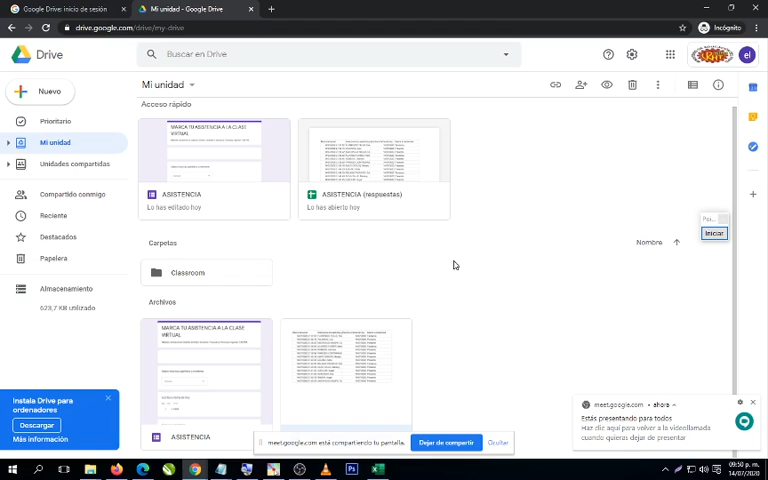 Google Drive: inicio de sesión
Mi unidad - Google Drive
drive.google.com/drive/my-drive
Incógnito
Drive
Buscar en Drive
el
Nuevo
Mi unidad
Acceso rápido
Prioritario
Mi unidad
Unidades compartidas
Compartido conmigo
Reciente
Destacados
Papelera
Almacenamiento
MARCA TU ASISTENCIA A LA CLASE
VIRTUAL
ASISTENCIA
Lo has editado hoy
ASISTENCIA (respuestas)
Lo has abierto hoy
Carpetas
Nombre
Iniciar
Classroom
Archivos
MARCA TU ASISTENCIA A LA CLASE
VIRTUAL
ASISTENCIA
Instala Drive para
ordenadores
Descargar
Más información
meet.google.com está compartiendo tu pantalla.
Dejar de compartir
Ocultar
meet.google.com • ahora
Estás presentando para todos
Haz clic aquí para volver a la videollamada
cuando quieras dejar de presentar
09:50 p. m.
14/07/2020